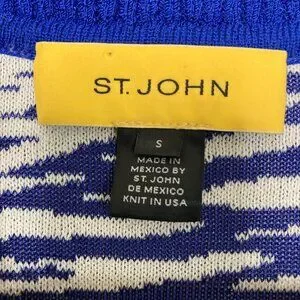 ST. JOHN
S
MADE IN
MEXICO BY
ST. JOHN
DE MEXICO
KNIT IN USA